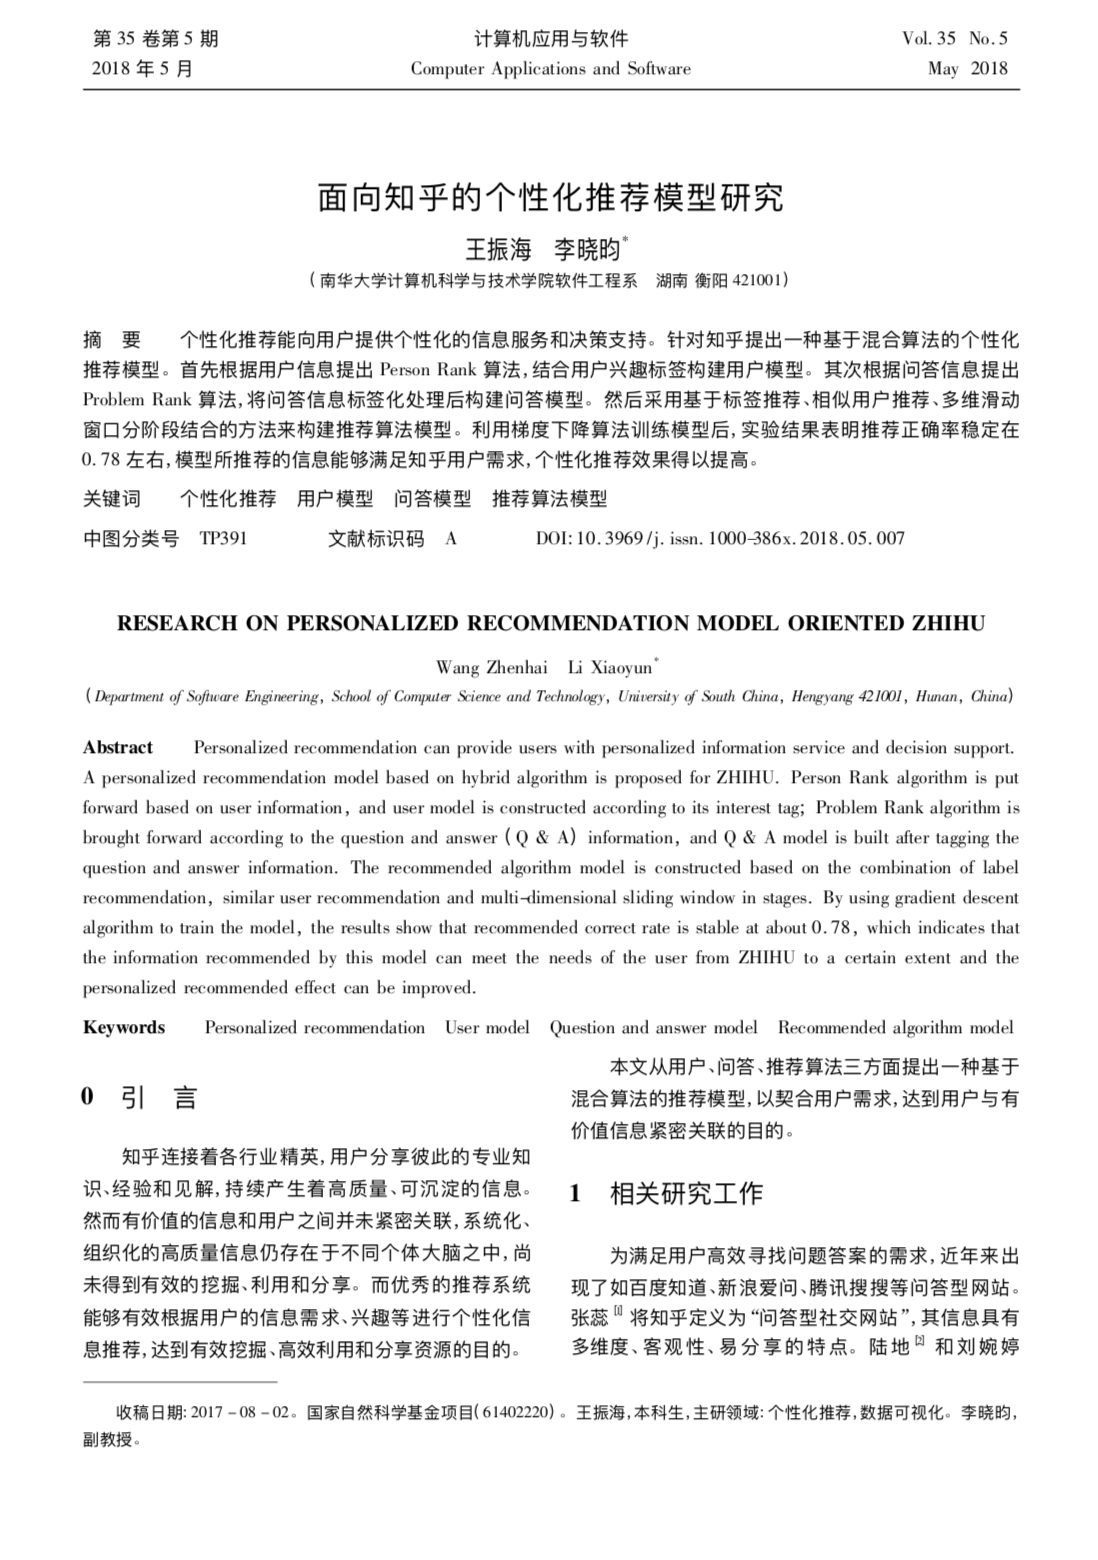 第 35 卷第 5 期
计算机应用与软件
Vol. 35 No. 5
2018 年 5 月
Computer Applications and Software
May 2018
面向知乎的个性化推荐模型研究
王振海 李晓昀*
(南华大学计算机科学与技术学院软件工程系 湖南 衡阳 421001)
摘 要 个性化推荐能向用户提供个性化的信息服务和决策支持。针对知乎提出一种基于混合算法的个性化
推荐模型。首先根据用户信息提出 Person Rank 算法,结合用户兴趣标签构建用户模型。其次根据问答信息提出
Problem Rank 算法,将问答信息标签化处理后构建问答模型。然后采用基于标签推荐、相似用户推荐、多维滑动
窗口分阶段结合的方法来构建推荐算法模型。利用梯度下降算法训练模型后,实验结果表明推荐正确率稳定在
0. 78 左右,模型所推荐的信息能够满足知乎用户需求,个性化推荐效果得以提高。
关键词 个性化推荐 用户模型 问答模型 推荐算法模型
中图分类号 TP391 文献标识码 A DOI: 10. 3969 /j. issn. 1000-386x. 2018. 05. 007
RESEARCH ON PERSONALIZED RECOMMENDATION MODEL ORIENTED ZHIHU
Wang Zhenhai Li Xiaoyun*
(Department of Software Engineering, School of Computer Science and Technology, University of South China, Hengyang 421001, Hunan, China)
Abstract Personalized recommendation can provide users with personalized information service and decision support.
A personalized recommendation model based on hybrid algorithm is proposed for ZHIHU. Person Rank algorithm is put
forward based on user information, and user model is constructed according to its interest tag; Problem Rank algorithm is
brought forward according to the question and answer (Q & A) information, and Q & A model is built after tagging the
question and answer information. The recommended algorithm model is constructed based on the combination of label
recommendation, similar user recommendation and multi-dimensional sliding window in stages. By using gradient descent
algorithm to train the model, the results show that recommended correct rate is stable at about 0. 78, which indicates that
the information recommended by this model can meet the needs of the user from ZHIHU to a certain extent and the
personalized recommended effect can be improved.
Keywords Personalized recommendation User model Question and answer model Recommended algorithm model
0 引 言
知乎连接着各行业精英,用户分享彼此的专业知
识、经验和见解,持续产生着高质量、可沉淀的信息。
然而有价值的信息和用户之间并未紧密关联,系统化、
组织化的高质量信息仍存在于不同个体大脑之中,尚
未得到有效的挖掘、利用和分享。而优秀的推荐系统
能够有效根据用户的信息需求、兴趣等进行个性化信
息推荐,达到有效挖掘、高效利用和分享资源的目的。
本文从用户、问答、推荐算法三方面提出一种基于
混合算法的推荐模型,以契合用户需求,达到用户与有
价值信息紧密关联的目的。
1 相关研究工作
为满足用户高效寻找问题答案的需求,近年来出
现了如百度知道、新浪爱问、腾讯搜搜等问答型网站。
张蕊[1]将知乎定义为“问答型社交网站”,其信息具有
多维度、客观性、易分享的特点。陆地[2]和刘婉婷
收稿日期: 2017 - 08 - 02。国家自然科学基金项目( 61402220) 。王振海,本科生,主研领域: 个性化推荐,数据可视化。李晓昀,
副教授。